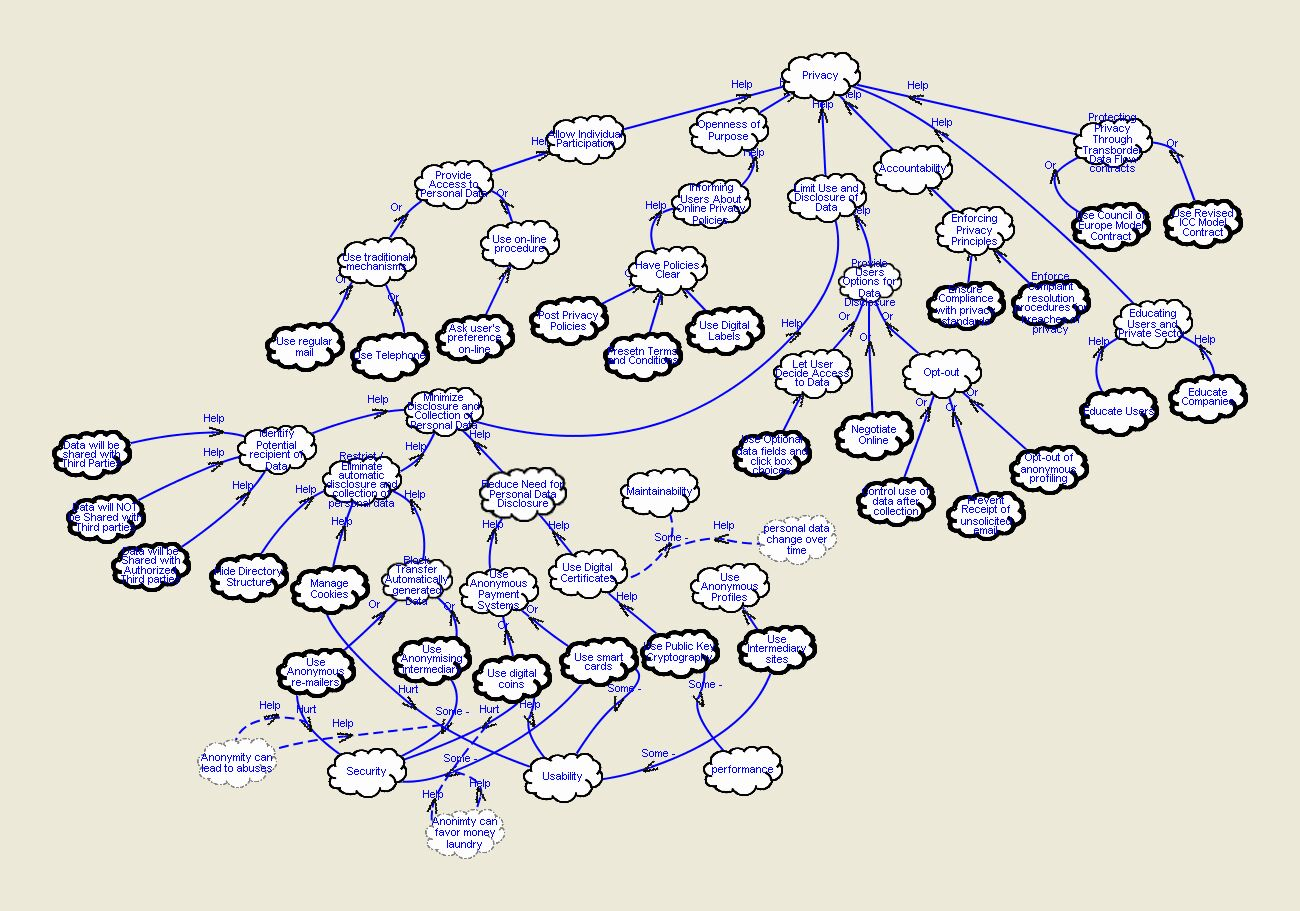 Privacy
Help
Help
Help
Help
Help
Help
Allow Individual
Participation
Help
Openness of
Purpose
Help
Protecting
Privacy
Through
Transborder
Data Flow
contracts
Or
Or
Use Council of
Europe Model
Contract
Use Revised
ICC Model
Contract
Accountability
Provide
Access to
Personal Data
Or
Or
Informing
Users About
Online Privacy
Policies
Help
Limit Use and
Disclosure of
Data
Help
Enforcing
Privacy
Principles
Use traditional
mechanisms
Or
Or
Use on-line
procedure
Have Policies
Clear
Provide
Users
Options for
Data
Disclosure
Or
Or
Or
Ensure
Compliance
with privacy
standards
Enforce
complaint
resolution
procedures for
breaches of
privacy
Educating
Users and
Private Sector
Help
Help
Use regular
mail
Use Telephone
Ask user's
preference
on-line
Post Privacy
Policies
Presetn Terms
and Conditions
Use Digital
Labels
Help
Let User
Decide Access
to Data
Opt-out
Or
Or
Or
Educate Users
Educate
Companies
Minimize
Disclosure and
Collection of
Personal Data
Help
Help
Help
Negotiate
Online
Use Optional
data fields and
click box
choices
Control use of
data after
collection
Prevent
Receipt of
unsolicited
email
Opt-out of
anonymous
profiling
Data will be
shared with
Third Parties
Help
Data will NOT
be Shared with
Third parties
Help
Data will be
Shared with
Authorized
Third parties
Help
Identify
Potential
recipient of
Data
Restrict /
Eliminate
automatic
disclosure and
collection of
personal data
Help
Help
Help
Reduce Need for
Personal Data
Disclosure
Help
Help
Maintainability
Some -
Help
personal data
change over
time
Hide Directory
Structure
Manage
Cookies
Block
Transfer
Automatically
generated
Data
Or
Or
Use
Anonymous
Payment
Systems
Or
Or
Use Digital
Certificates
Help
Use
Anonymous
Profiles
Use
Anonymous
re-mailers
Use
Anonymising
intermediary
Use digital
coins
Use smart
cards
Use Public Key
Cryptography
Use
Intermediary
sites
Help
Hurt
Help
Hurt
Some -
Hurt
Help
Some -
Some -
Some -
Some -
Anonymity can
lead to abuses
Security
Usability
performance
Help
Help
Anonimty can
favor money
laundry